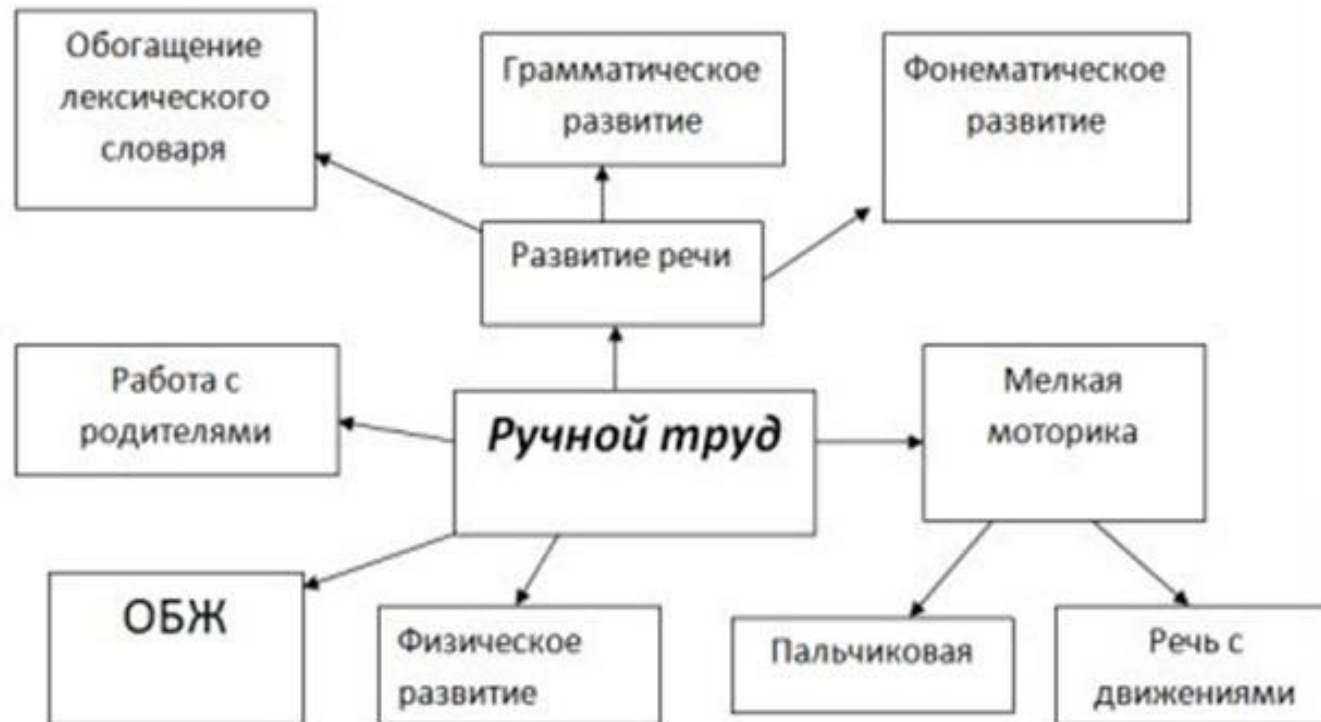 Обогащение
лексического
словаря
Грамматическое
развитие
Фонематическое
развитие
Развитие речи
Работа с
родителями
Ручной труд
Мелкая
моторика
ОБЖ
Физическое
развитие
Пальчиковая
Речь с
движениями